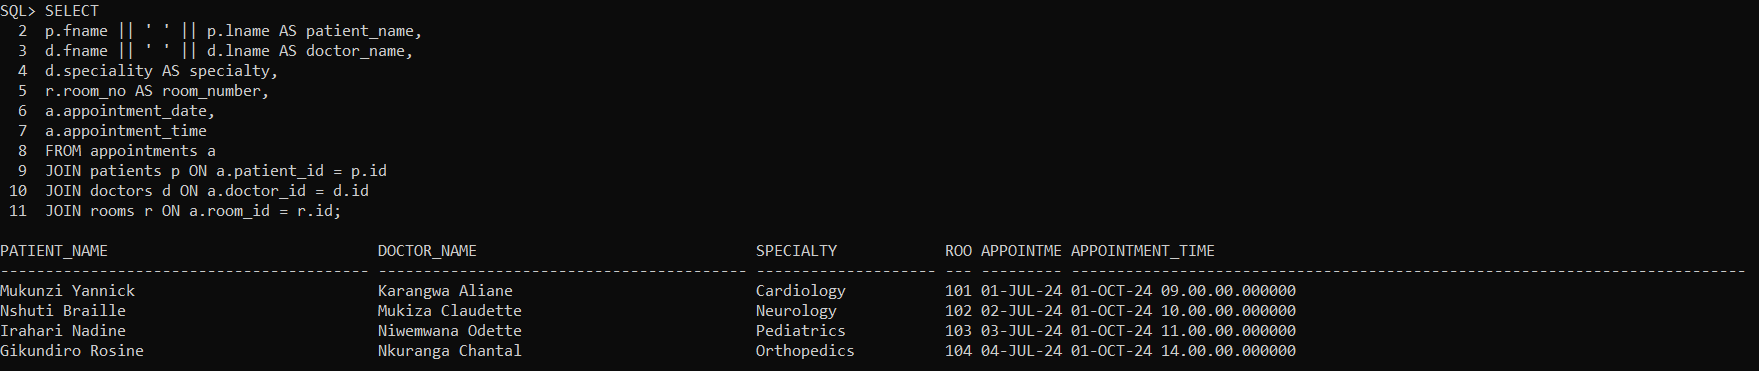 SQL> SELECT
  2  p.fname || ' ' || p.lname AS patient_name,
  3  d.fname || ' ' || d.lname AS doctor_name,
  4  d.speciality AS specialty,
  5  r.room_no AS room_number,
  6  a.appointment_date,
  7  a.appointment_time
  8  FROM appointments a
  9  JOIN patients p ON a.patient_id = p.id
 10  JOIN doctors d ON a.doctor_id = d.id
 11  JOIN rooms r ON a.room_id = r.id;
PATIENT_NAME                              DOCTOR_NAME                               SPECIALTY            ROO APPOINTME APPOINTMENT_TIME
----------------------------------------- ----------------------------------------- -------------------- --- --------- ---------------------------------------------------------------------------
Mukunzi Yannick                           Karangwa Aliane                           Cardiology           101 01-JUL-24 01-OCT-24 09.00.00.000000
Nshuti Braille                            Mukiza Claudette                          Neurology            102 02-JUL-24 01-OCT-24 10.00.00.000000
Irahari Nadine                            Niwemwana Odette                          Pediatrics           103 03-JUL-24 01-OCT-24 11.00.00.000000
Gikundiro Rosine                          Nkuranga Chantal                          Orthopedics          104 04-JUL-24 01-OCT-24 14.00.00.000000